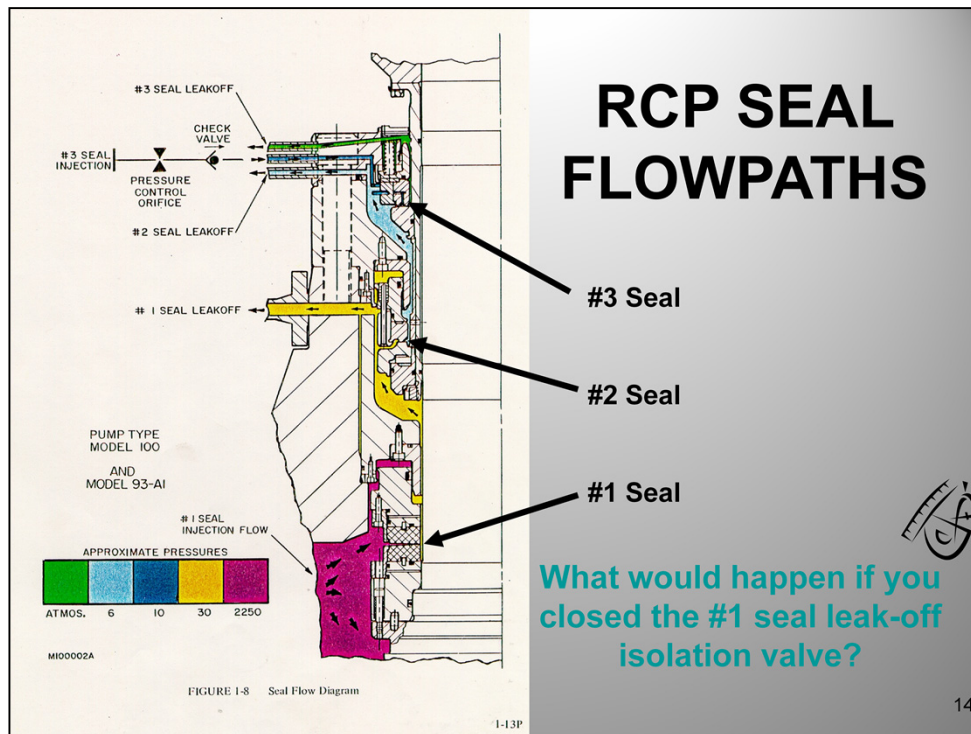 #3 SEAL LEAKOFF
CHECK
VALVE
#3 SEAL
INJECTION
PRESSURE
CONTROL
ORIFICE
#2 SEAL LEAKOFF
# 1 SEAL LEAKOFF
PUMP TYPE
MODEL 100
AND
MODEL 93-A1
#1 SEAL
INJECTION FLOW
APPROXIMATE PRESSURES
ATMOS. 6 10 30 2250
M100002A
FIGURE 1-8 Seal Flow Diagram
1-13P
RCP SEAL
FLOWPATHS
#3 Seal
#2 Seal
#1 Seal
What would happen if you
closed the #1 seal leak-off
isolation valve?
14